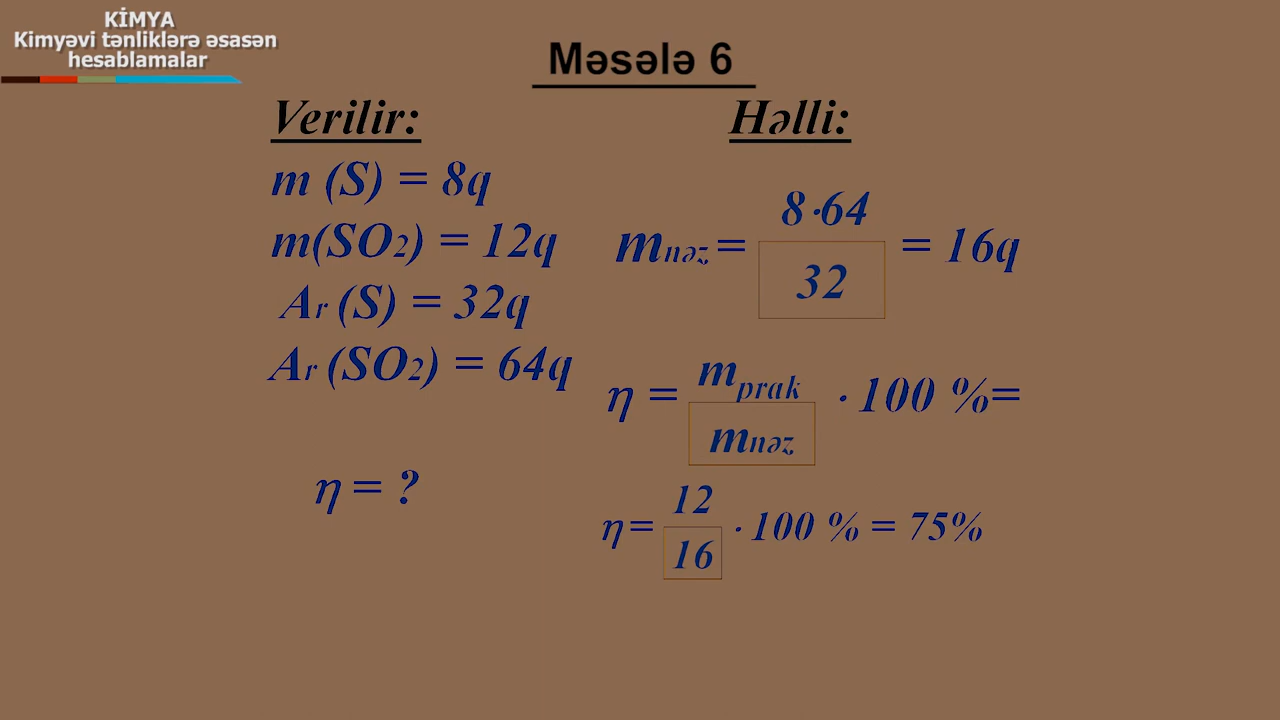 KİMYA
Kimyəvi tənliklərə əsasən
hesablamalar
Məsələ 6
Verilir:
m (S) = 8q
m(SO2) = 12q
Ar (S) = 32q
Ar (SO2) = 64q
η = ?
Həlli:
8·64
mnəz = = 16q
32
mprak
η = · 100 %=
mnəz
12
η = · 100 % = 75%
16